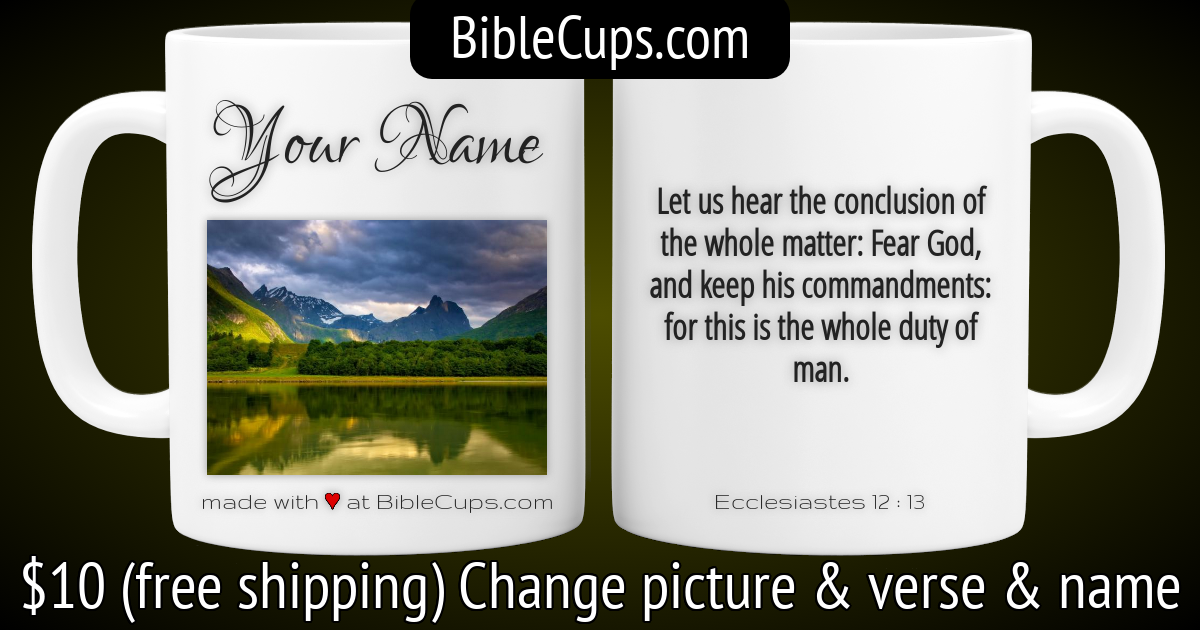 BibleCups.com
Your Name
made with ♥ at BibleCups.com
Let us hear the conclusion of
the whole matter: Fear God,
and keep his commandments:
for this is the whole duty of
man.
Ecclesiastes 12 : 13
$10 (free shipping) Change picture & verse & name